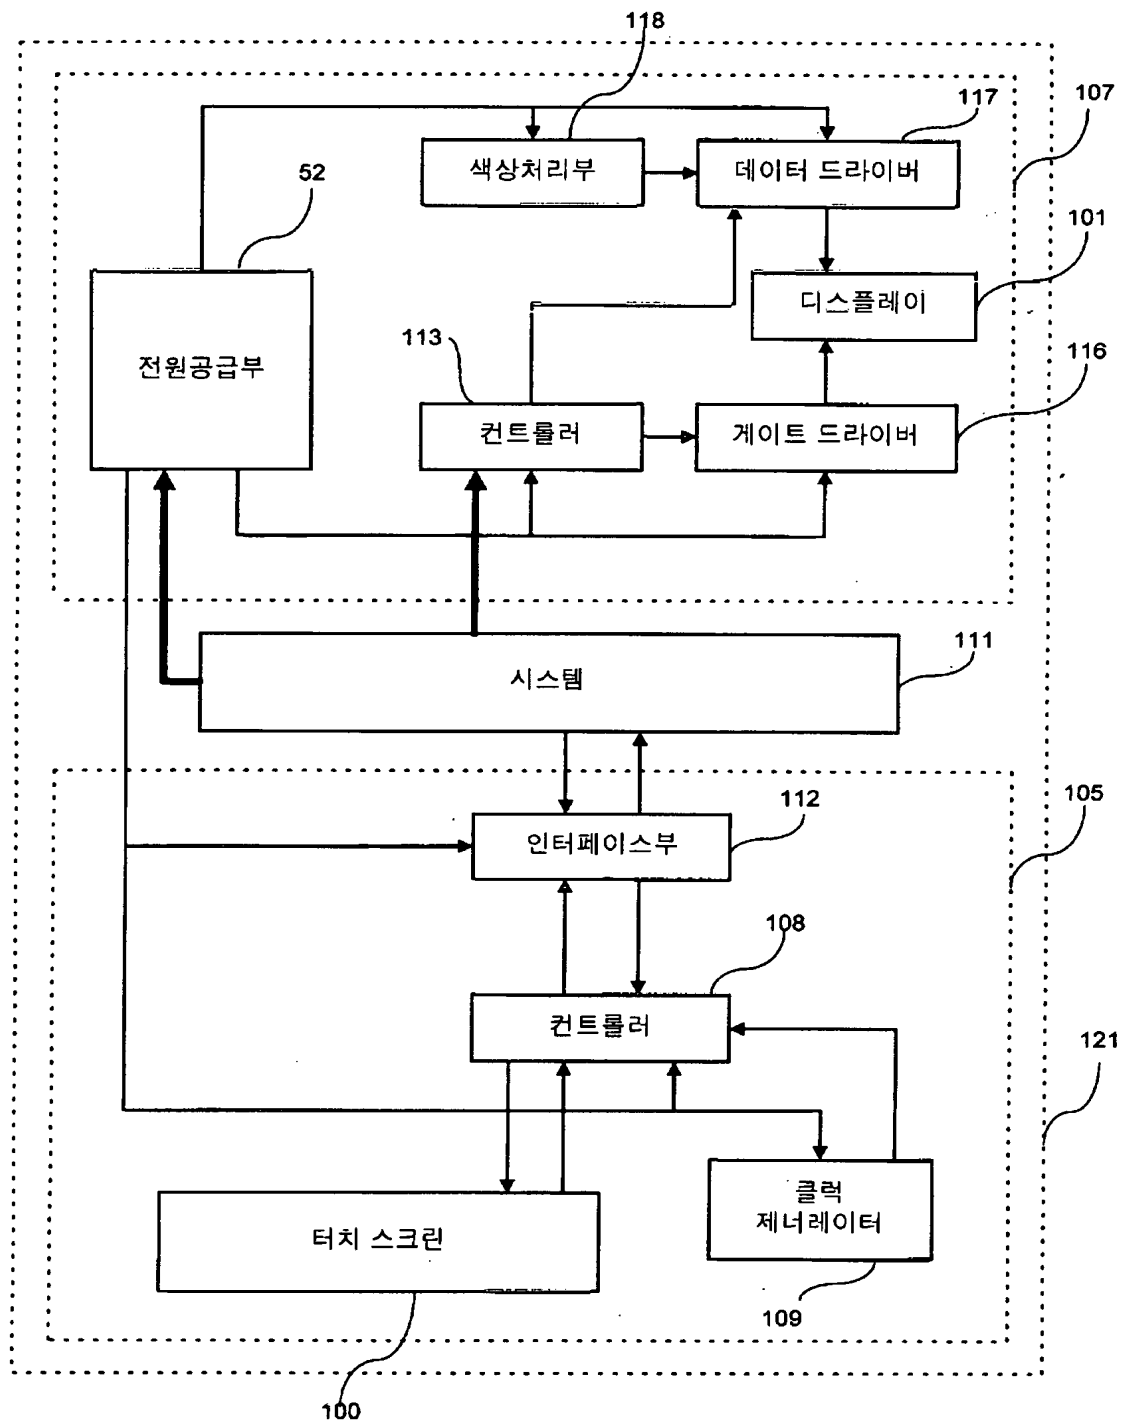 118
117
107
색상처리부
데이터 드라이버
52
101
디스플레이
113
전원공급부
116
컨트롤러
게이트 드라이버
111
시스템
112
105
인터페이스부
108
컨트롤러
121
클럭
제너레이터
터치 스크린
109
100